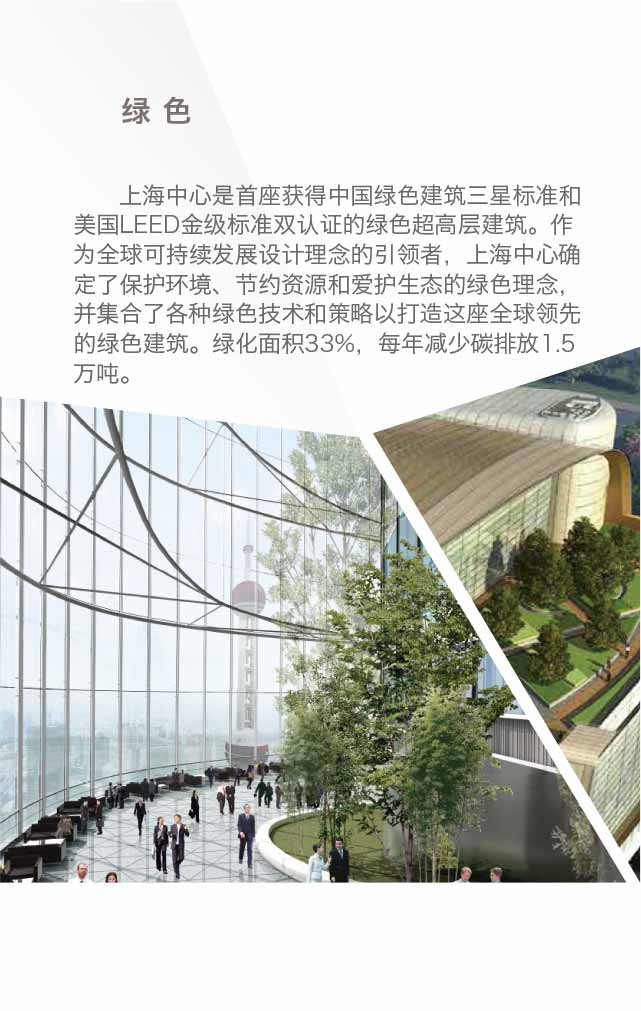 绿色
上海中心是首座获得中国绿色建筑三星标准和
美国LEED金级标准双认证的绿色超高层建筑。作
为全球可持续发展设计理念的引领者，上海中心确
定了保护环境、节约资源和爱护生态的绿色理念，
并集合了各种绿色技术和策略以打造这座全球领先
的绿色建筑。绿化面积33%，每年减少碳排放1.5
万吨。